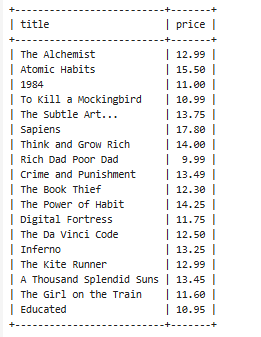 +-------------------------+-------+
| title                   | price |
+-------------------------+-------+
| The Alchemist           | 12.99 |
| Atomic Habits           | 15.50 |
| 1984                    | 11.00 |
| To Kill a Mockingbird   | 10.99 |
| The Subtle Art...       | 13.75 |
| Sapiens                 | 17.80 |
| Think and Grow Rich     | 14.00 |
| Rich Dad Poor Dad       |  9.99 |
| Crime and Punishment    | 13.49 |
| The Book Thief          | 12.30 |
| The Power of Habit      | 14.25 |
| Digital Fortress        | 11.75 |
| The Da Vinci Code       | 12.50 |
| Inferno                 | 13.25 |
| The Kite Runner         | 12.99 |
| A Thousand Splendid Suns | 13.45 |
| The Girl on the Train   | 11.60 |
| Educated                | 10.95 |
+-------------------------+-------+